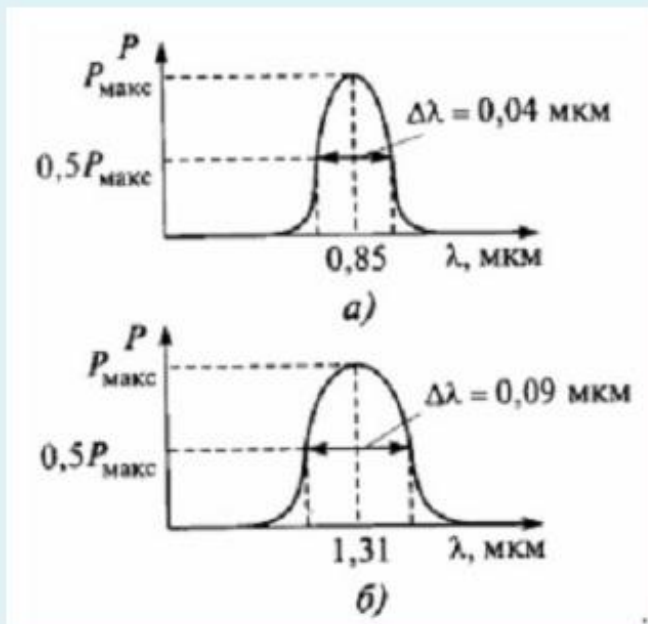 P
Pмакс
Δλ = 0,04 мкм
0,5Pмакс
0,85
λ, мкм
а)
P
Pмакс
Δλ = 0,09 мкм
0,5Pмакс
1,31
λ, мкм
б)